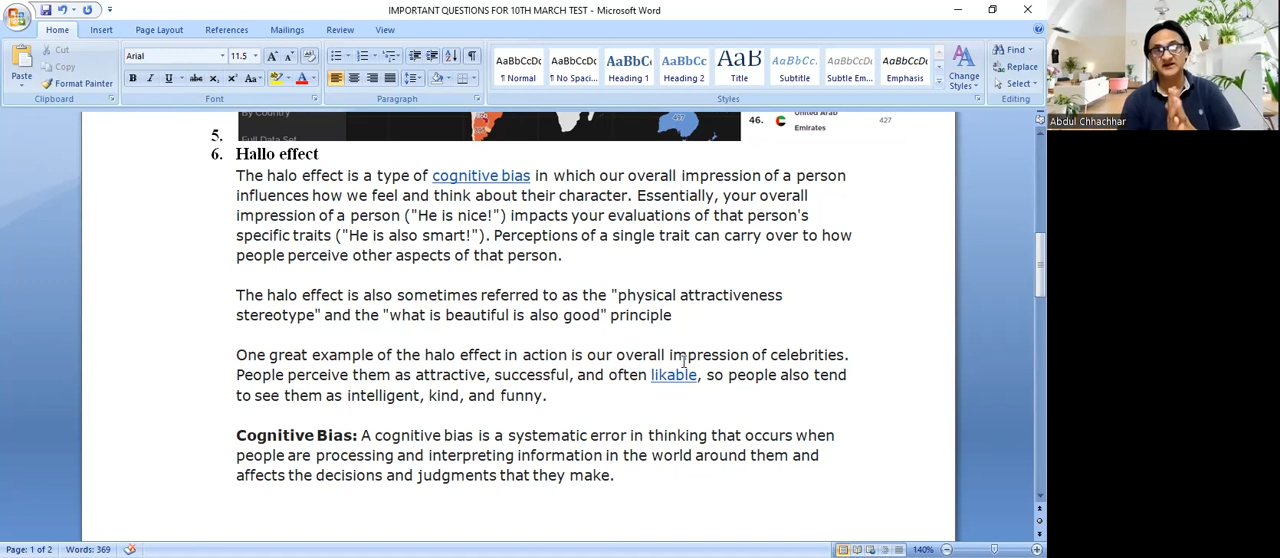 IMPORTANT QUESTIONS FOR 10TH MARCH TEST - Microsoft Word
Home Insert Page Layout References Mailings Review View
Paste
Cut
Copy
Format Painter
Clipboard
Arial 11.5
Font
Paragraph
AaBbCcDc AaBbCcDc AaBbC AaBbCc AaB AaBbCc. AaBbCcDc AaBbCcDc
¶ Normal ¶ No Spaci... Heading 1 Heading 2 Title Subtitle Subtle Em... Emphasis
Change
Styles
Styles
Find
Replace
Select
Editing
Abdul Chhachhar
By Country
Full Data Set
497
46. United Arab
Emirates
427
5.
6. Hallo effect
The halo effect is a type of cognitive bias in which our overall impression of a person
influences how we feel and think about their character. Essentially, your overall
impression of a person ("He is nice!") impacts your evaluations of that person's
specific traits ("He is also smart!"). Perceptions of a single trait can carry over to how
people perceive other aspects of that person.
The halo effect is also sometimes referred to as the "physical attractiveness
stereotype" and the "what is beautiful is also good" principle
One great example of the halo effect in action is our overall impression of celebrities.
People perceive them as attractive, successful, and often likable, so people also tend
to see them as intelligent, kind, and funny.
Cognitive Bias: A cognitive bias is a systematic error in thinking that occurs when
people are processing and interpreting information in the world around them and
affects the decisions and judgments that they make.
Page: 1 of 2 Words: 369
140%